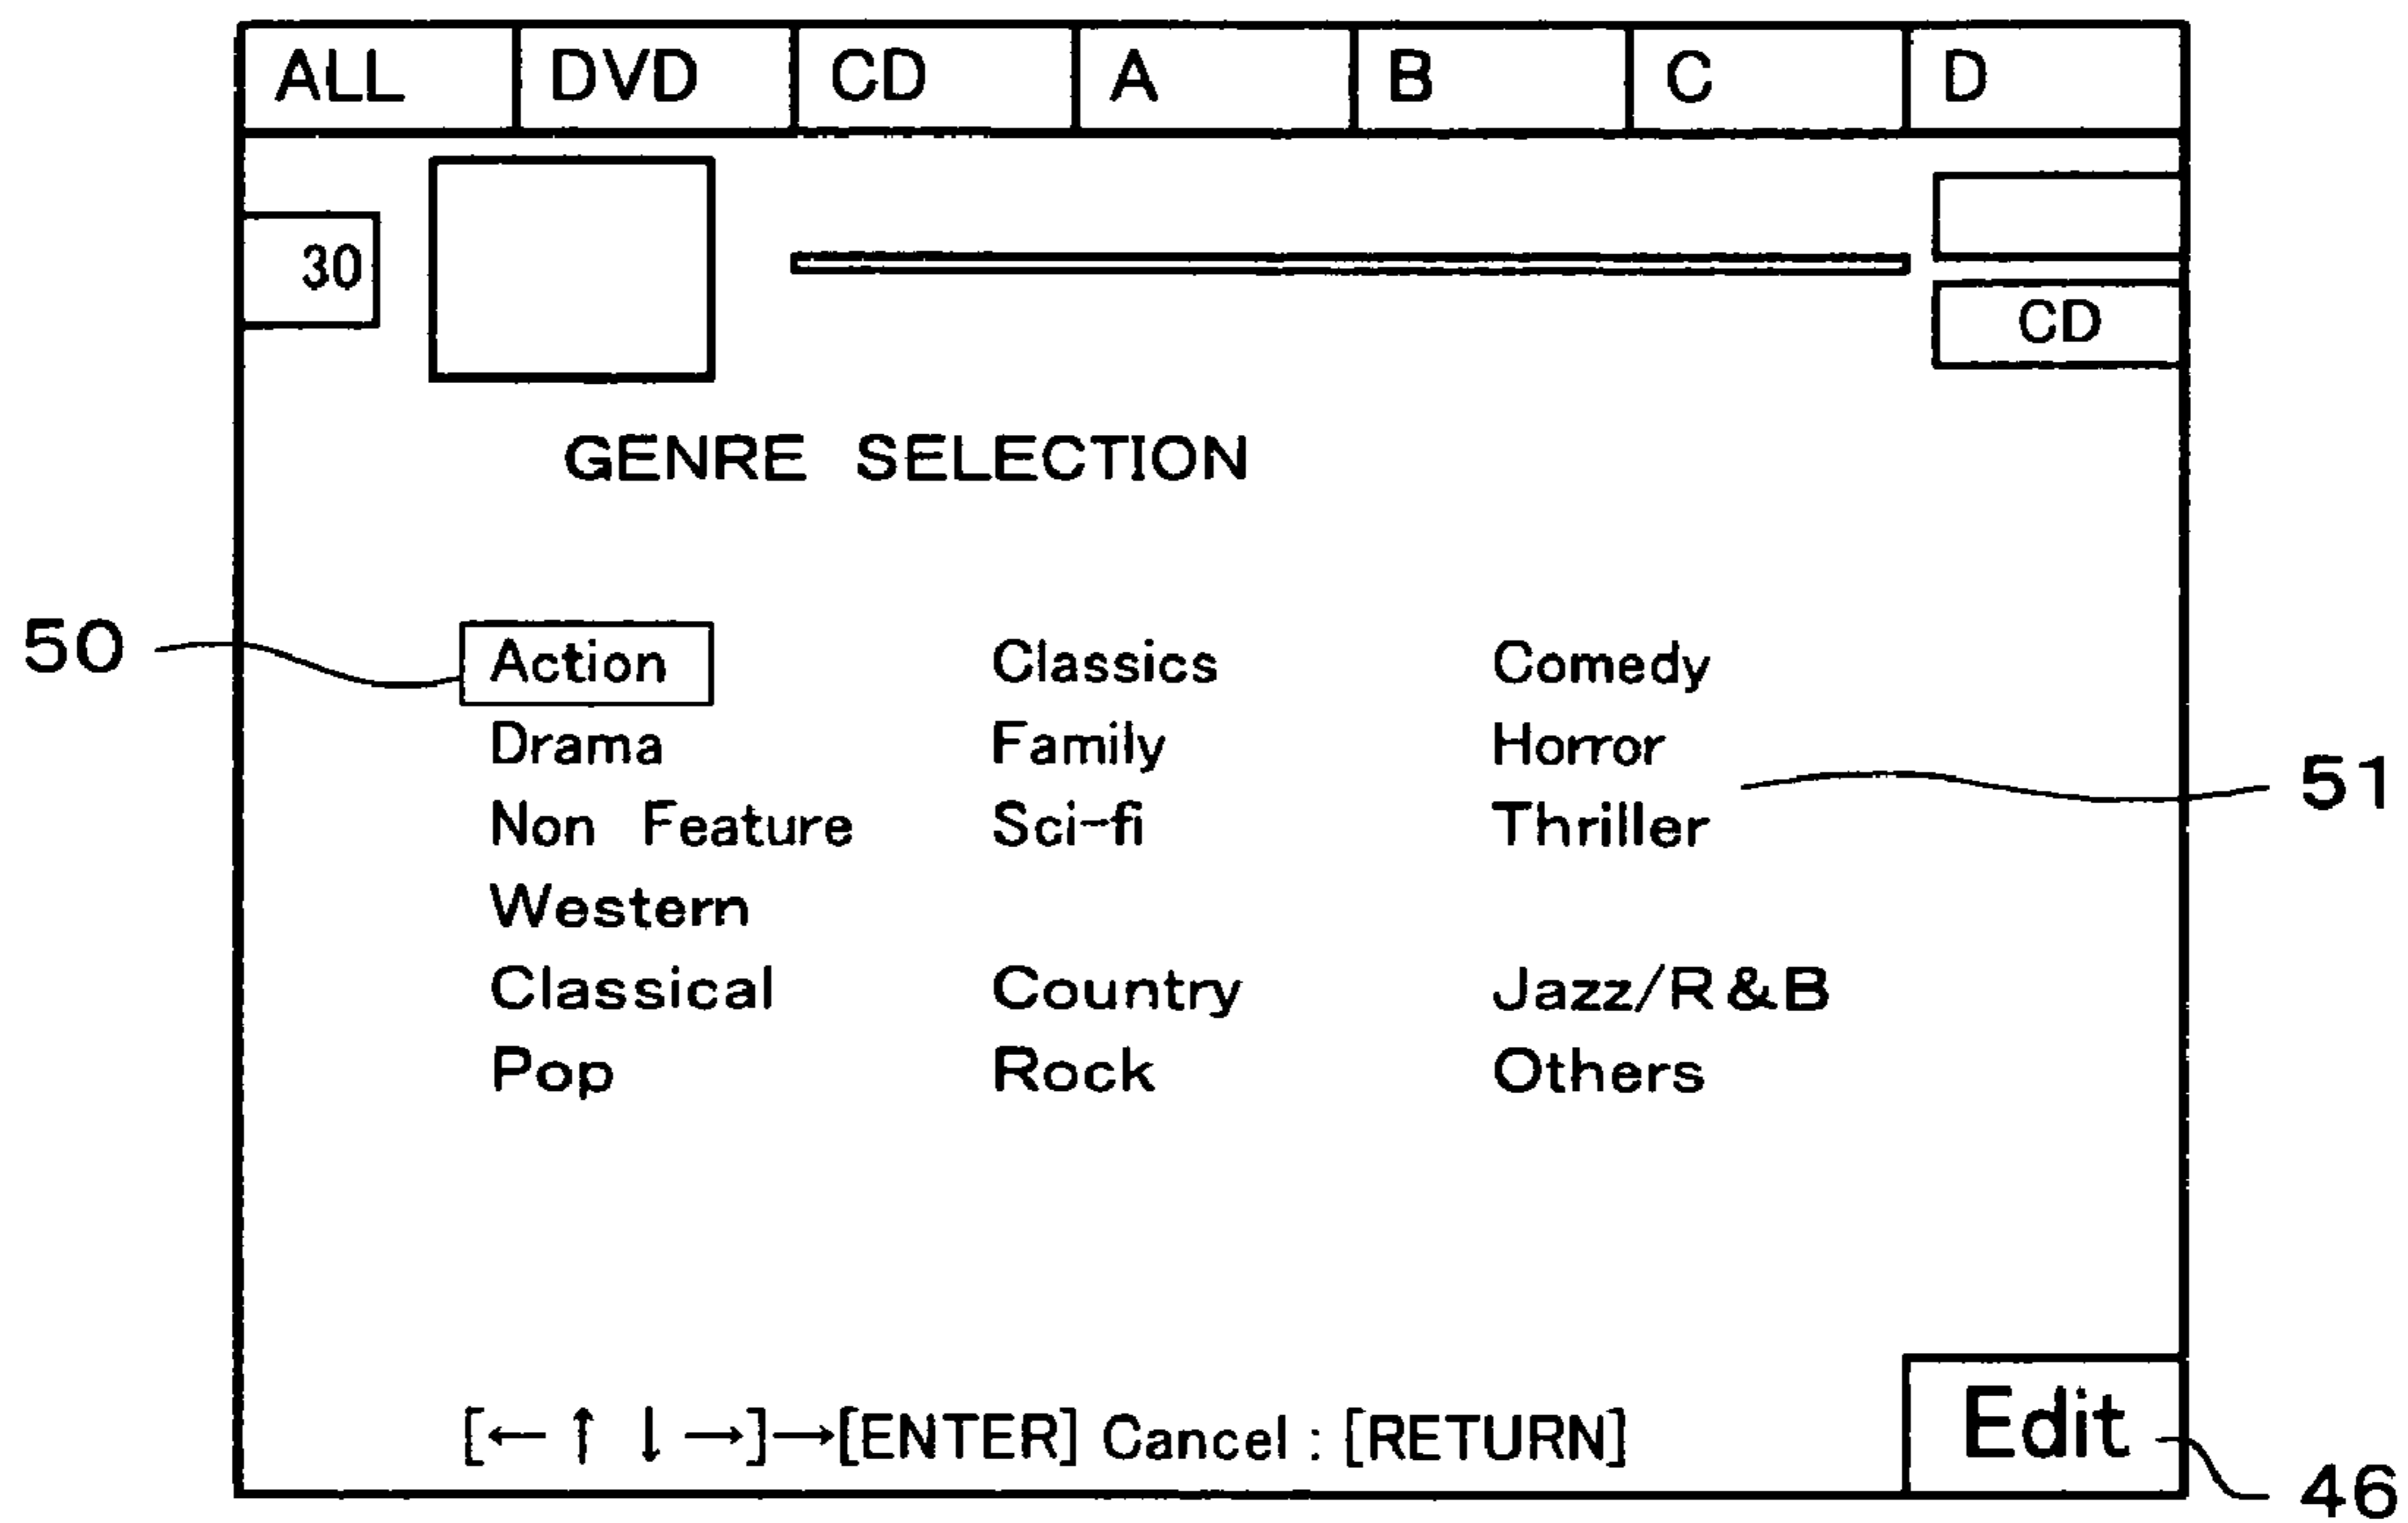 ALL DVD CD A B C D
30
CD
GENRE SELECTION
50 Action Classics Comedy
Drama Family Horror
51
Non Feature Sci-fi Thriller
Western
Classical Country Jazz/R&B
Pop Rock Others
[← ↑ ↓ →]→[ENTER] Cancel : [RETURN] Edit
46